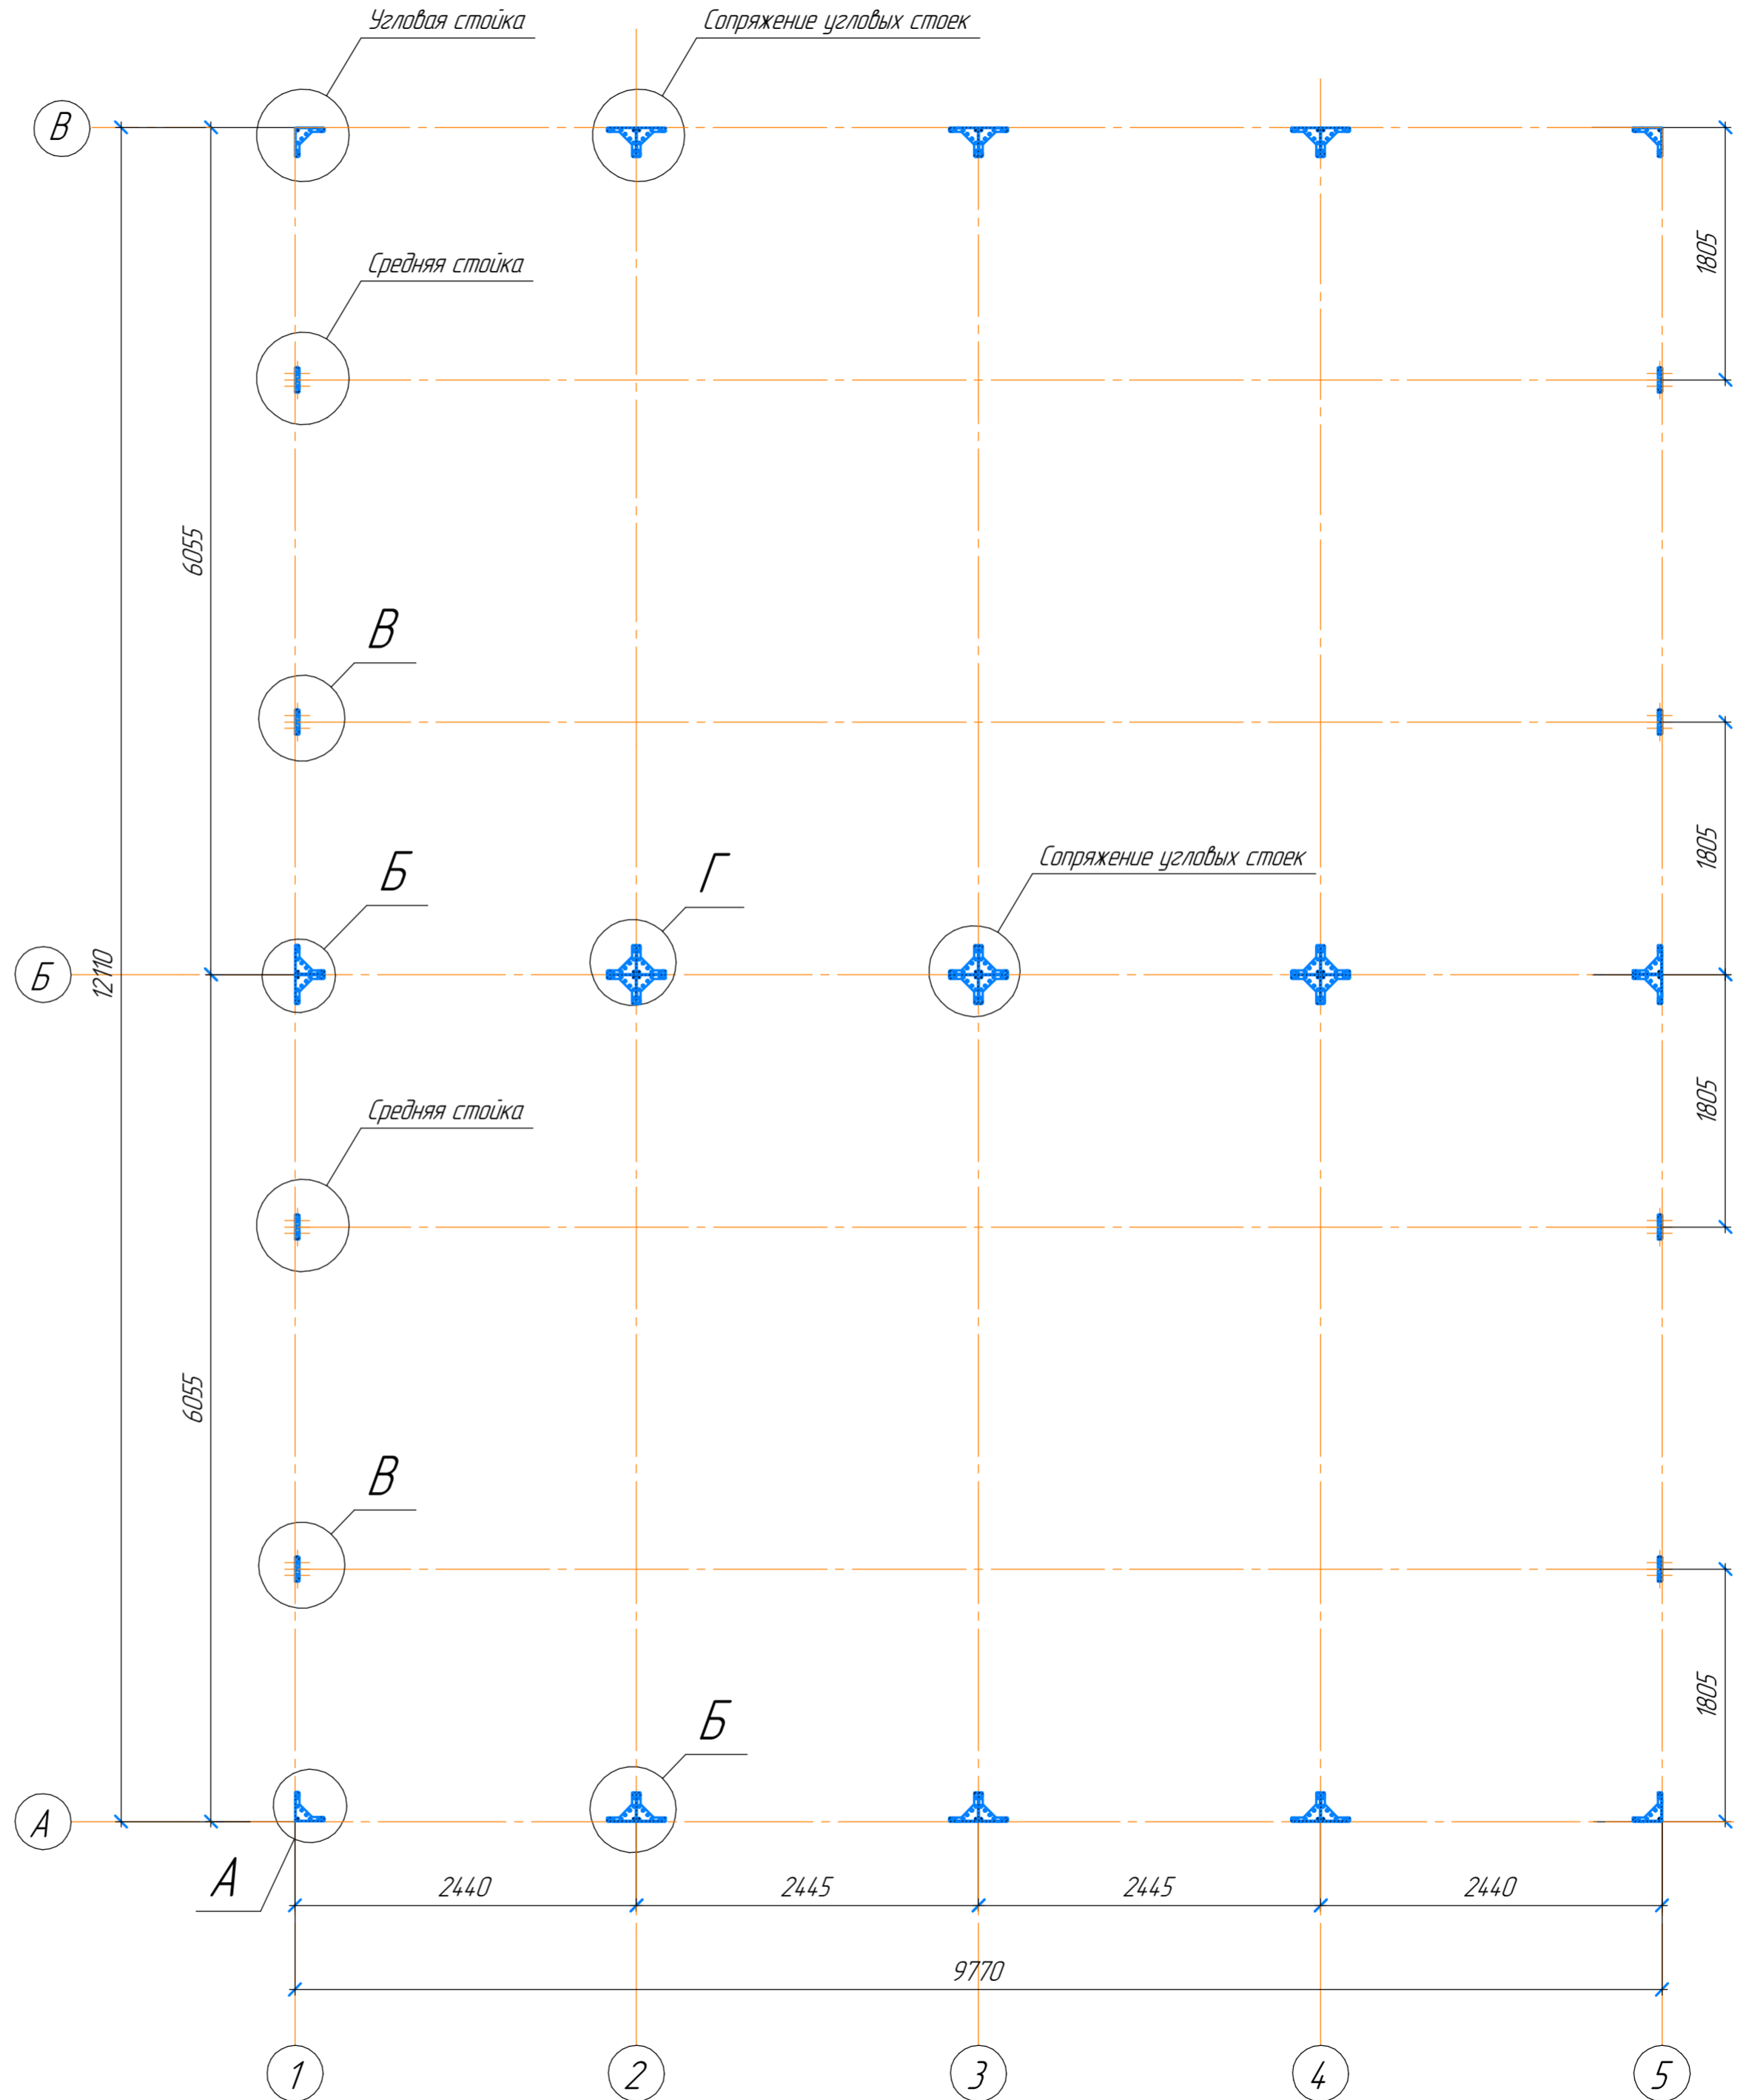 Угловая стойка
Сопряжение угловых стоек
В
1805
Средняя стойка
6055
В
Б
Г
Сопряжение угловых стоек
1805
Б
12110
1805
Средняя стойка
6055
В
Б
1805
А
А
2440
2445
2445
2440
9770
1
2
3
4
5